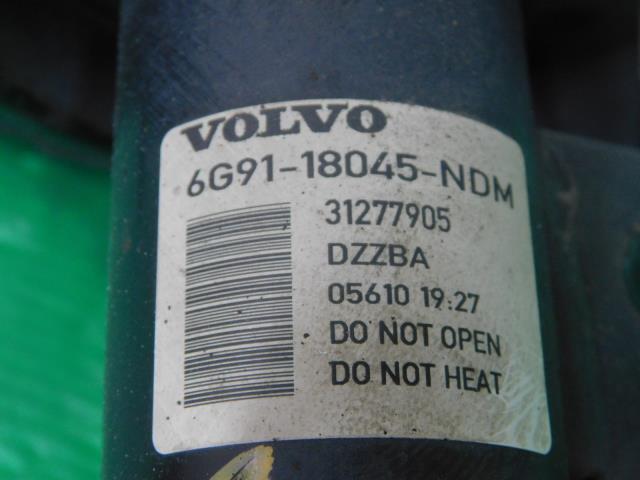 VOLVO
6G91-18045-NDM
31277905
DZZBA
05610 19:27
DO NOT OPEN
DO NOT HEAT